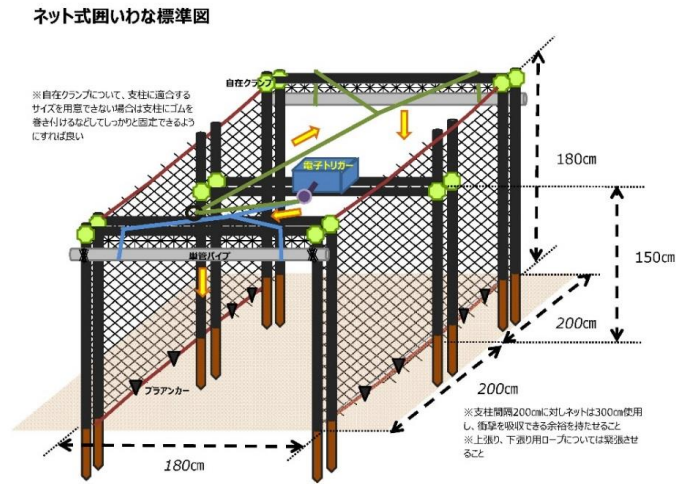 ネット式囲いわな標準図
※自在クランプについて、支柱に適合する
サイズを用意できない場合は支柱にゴムを
巻き付けるなどしてしっかりと固定できるよう
にすれば良い
自在クランプ
電子トリガー
単管パイプ
プラアンカー
180㎝
150㎝
200㎝
200㎝
180㎝
※支柱間隔200㎝に対しネットは300㎝使用
し、衝撃を吸収できる余裕を持たせること
※上張り、下張り用ロープについては緊張させ
ること